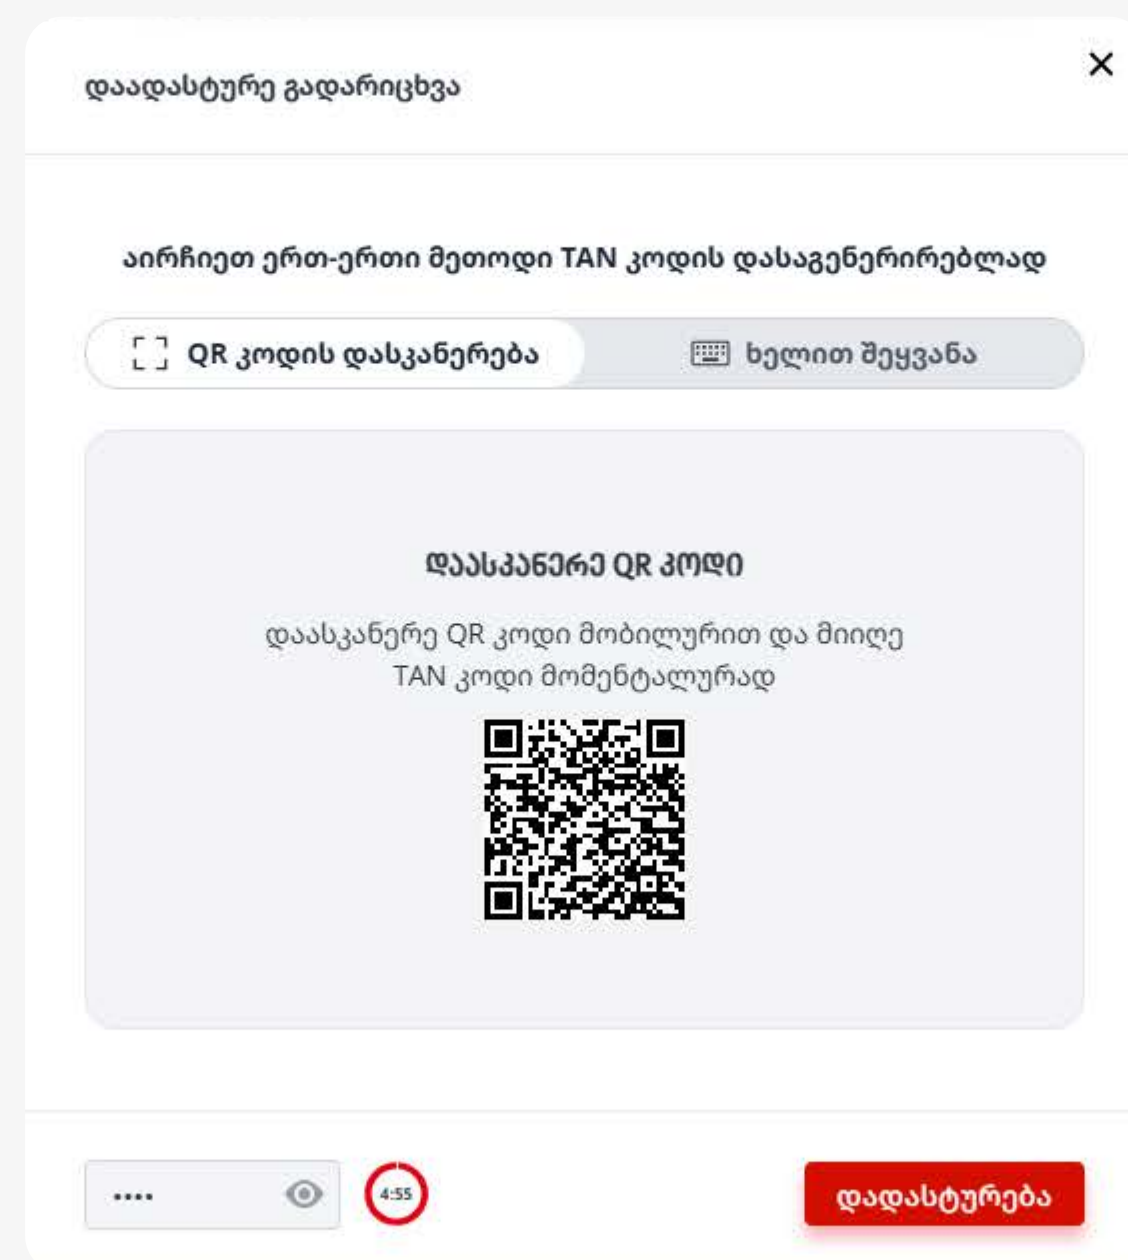 დაადასტურე გადარიცხვა
აირჩიეთ ერთ-ერთი მეთოდი TAN კოდის დასაგენერირებლად
QR კოდის დასკანერება
ხელით შეყვანა
დაასკანერე QR კოდი
დაასკანერე QR კოდი მობილურით და მიიღე
TAN კოდი მომენტალურად
••••
4:55
დადასტურება